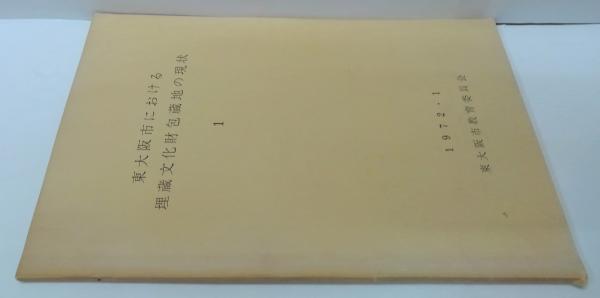 東大阪市における
埋蔵文化財包蔵地の現状
1
1972・1
東大阪市教育委員会